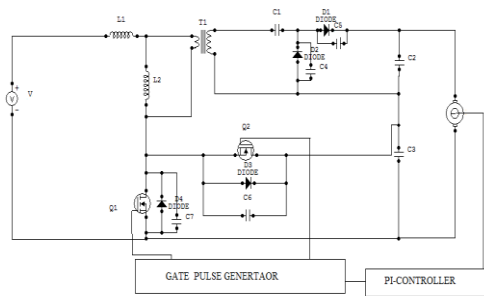 L1
T1
C1
D1
DIODE
C5
D2
DIODE
C4
C2
L2
V
V
Q2
D3
DIODE
C6
C3
Q1
D4
DIODE
C7
GATE PULSE GENERTAOR
PI-CONTROLLER